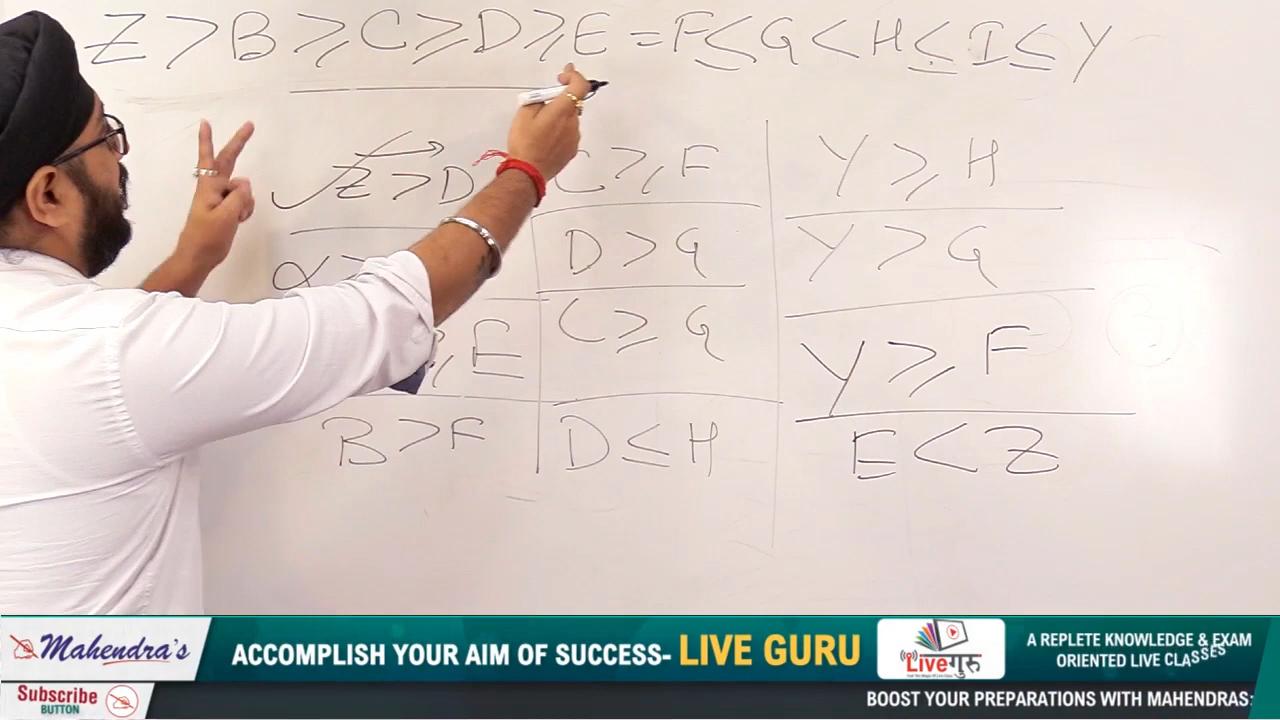 Z > B ≥ C ≥ D ≥ E = F ≤ G < H ≤ I ≤ Y
Z > D
E
B > F
C ≥ F
D > G
C ≥ G
D ≤ H
Y ≥ H
Y > G
Y ≥ F
E < Z
Mahendra's
Subscribe
BUTTON
ACCOMPLISH YOUR AIM OF SUCCESS- LIVE GURU
Liveगुरु
A REPLETE KNOWLEDGE & EXAM
ORIENTED LIVE CLASSES
BOOST YOUR PREPARATIONS WITH MAHENDRAS: